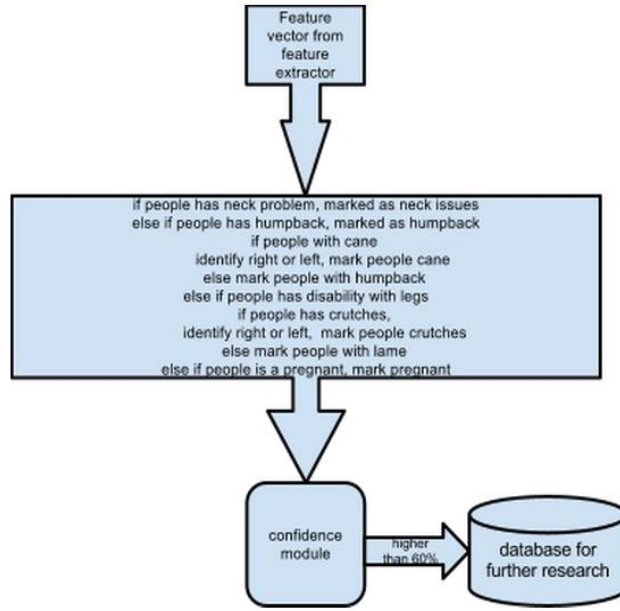 Feature
vector from
feature
extractor
if people has neck problem, marked as neck issues
else if people has humpback, marked as humpback
if people with cane
identify right or left, mark people cane
else mark people with humpback
else if people has disability with legs
if people has crutches,
identify right or left, mark people crutches
else mark people with lame
else if people is a pregnant, mark pregnant
confidence
module
higher
than 60%
database for
further research